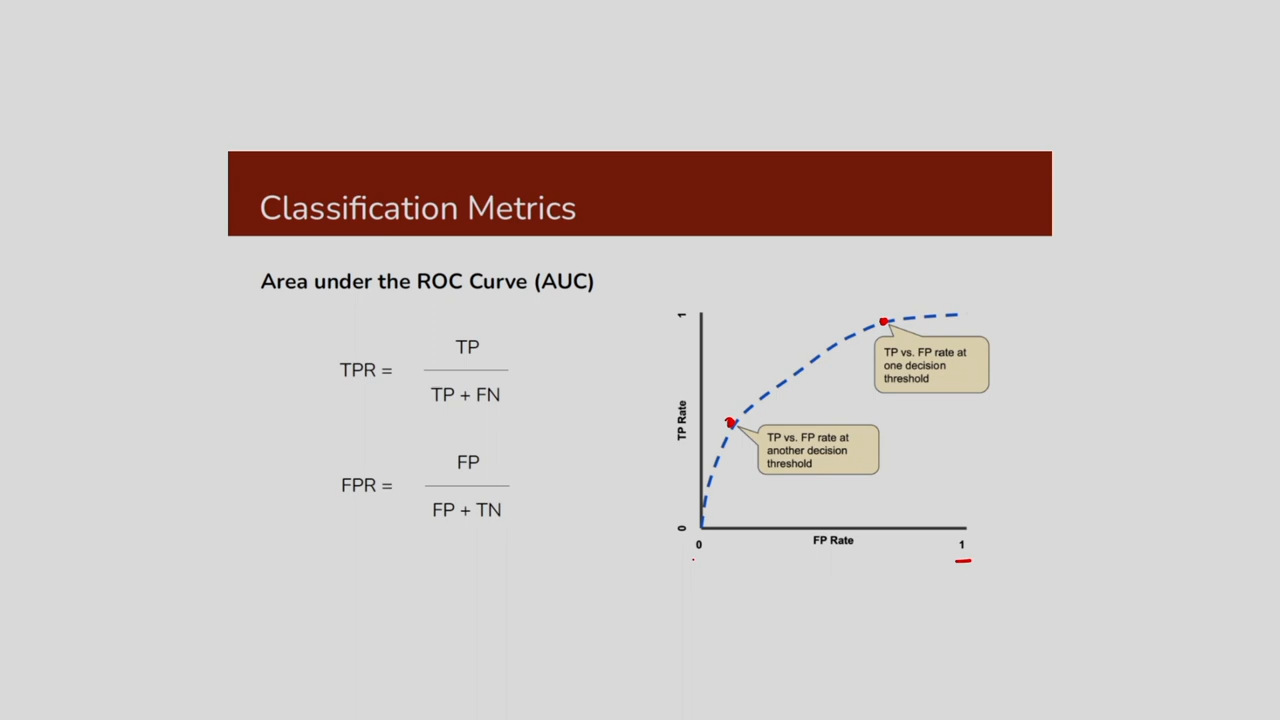 Classification Metrics
Area under the ROC Curve (AUC)
TP
TPR =
TP + FN
FP
FPR =
FP + TN
1
TP vs. FP rate at
one decision
threshold
TP Rate
TP vs. FP rate at
another decision
threshold
0
0
FP Rate
1